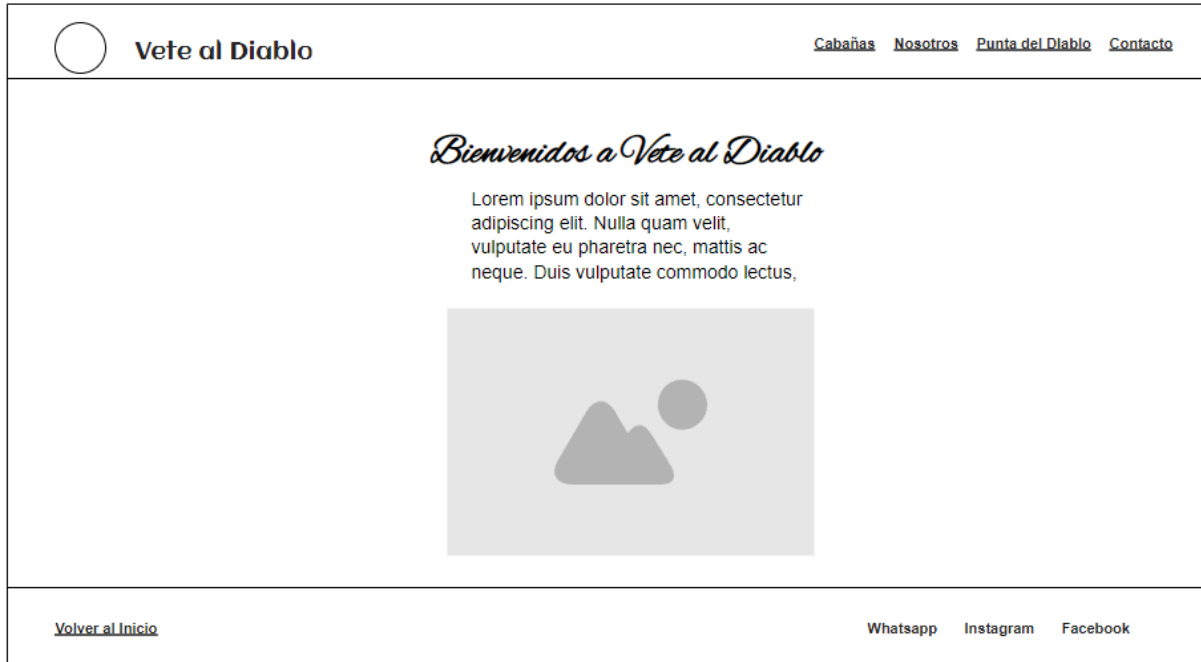 Vete al Diablo
Cabañas Nosotros Punta del DIablo Contacto
Bienvenidos a Vete al Diablo
Lorem ipsum dolor sit amet, consectetur
adipiscing elit. Nulla quam velit,
vulputate eu pharetra nec, mattis ac
neque. Duis vulputate commodo lectus,
Volver al Inicio
Whatsapp Instagram Facebook